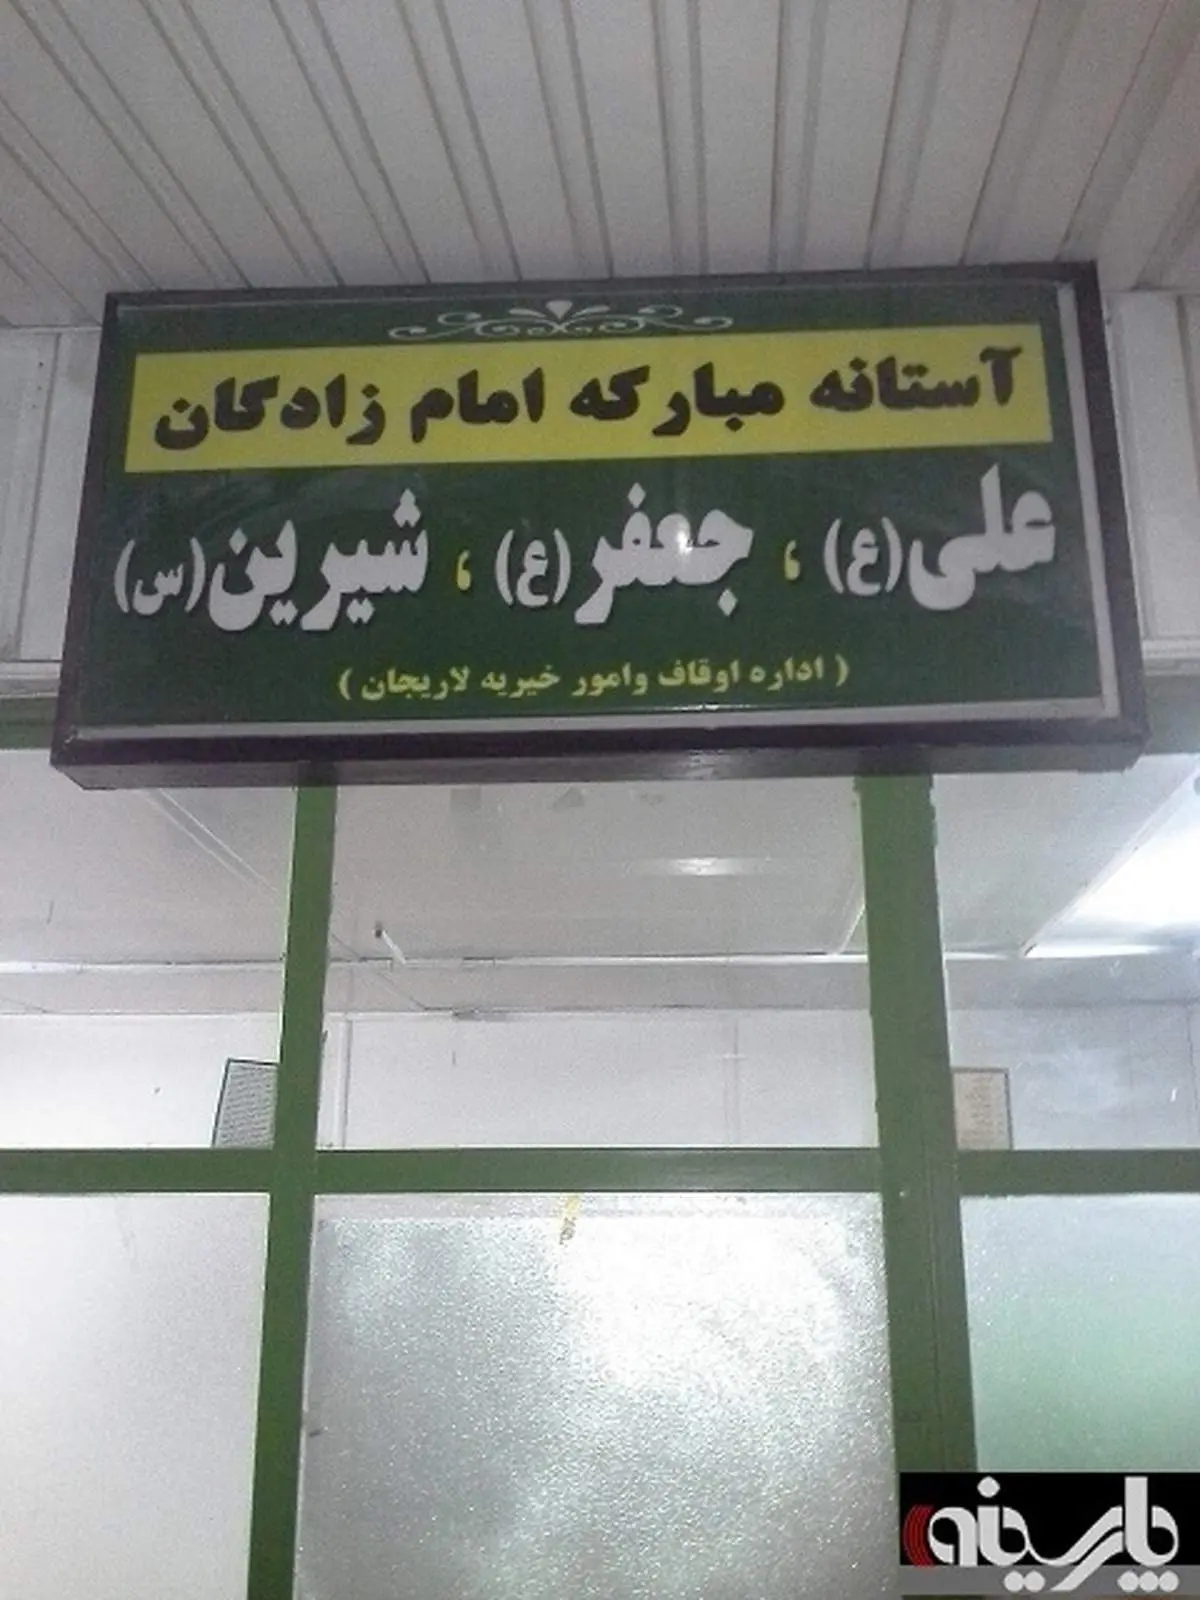 آستانه مبارکه امام زادگان
علی(ع) ، جعفر(ع) ، شیرین(س)
( اداره اوقاف وامور خیریه لاریجان )
پارسینه